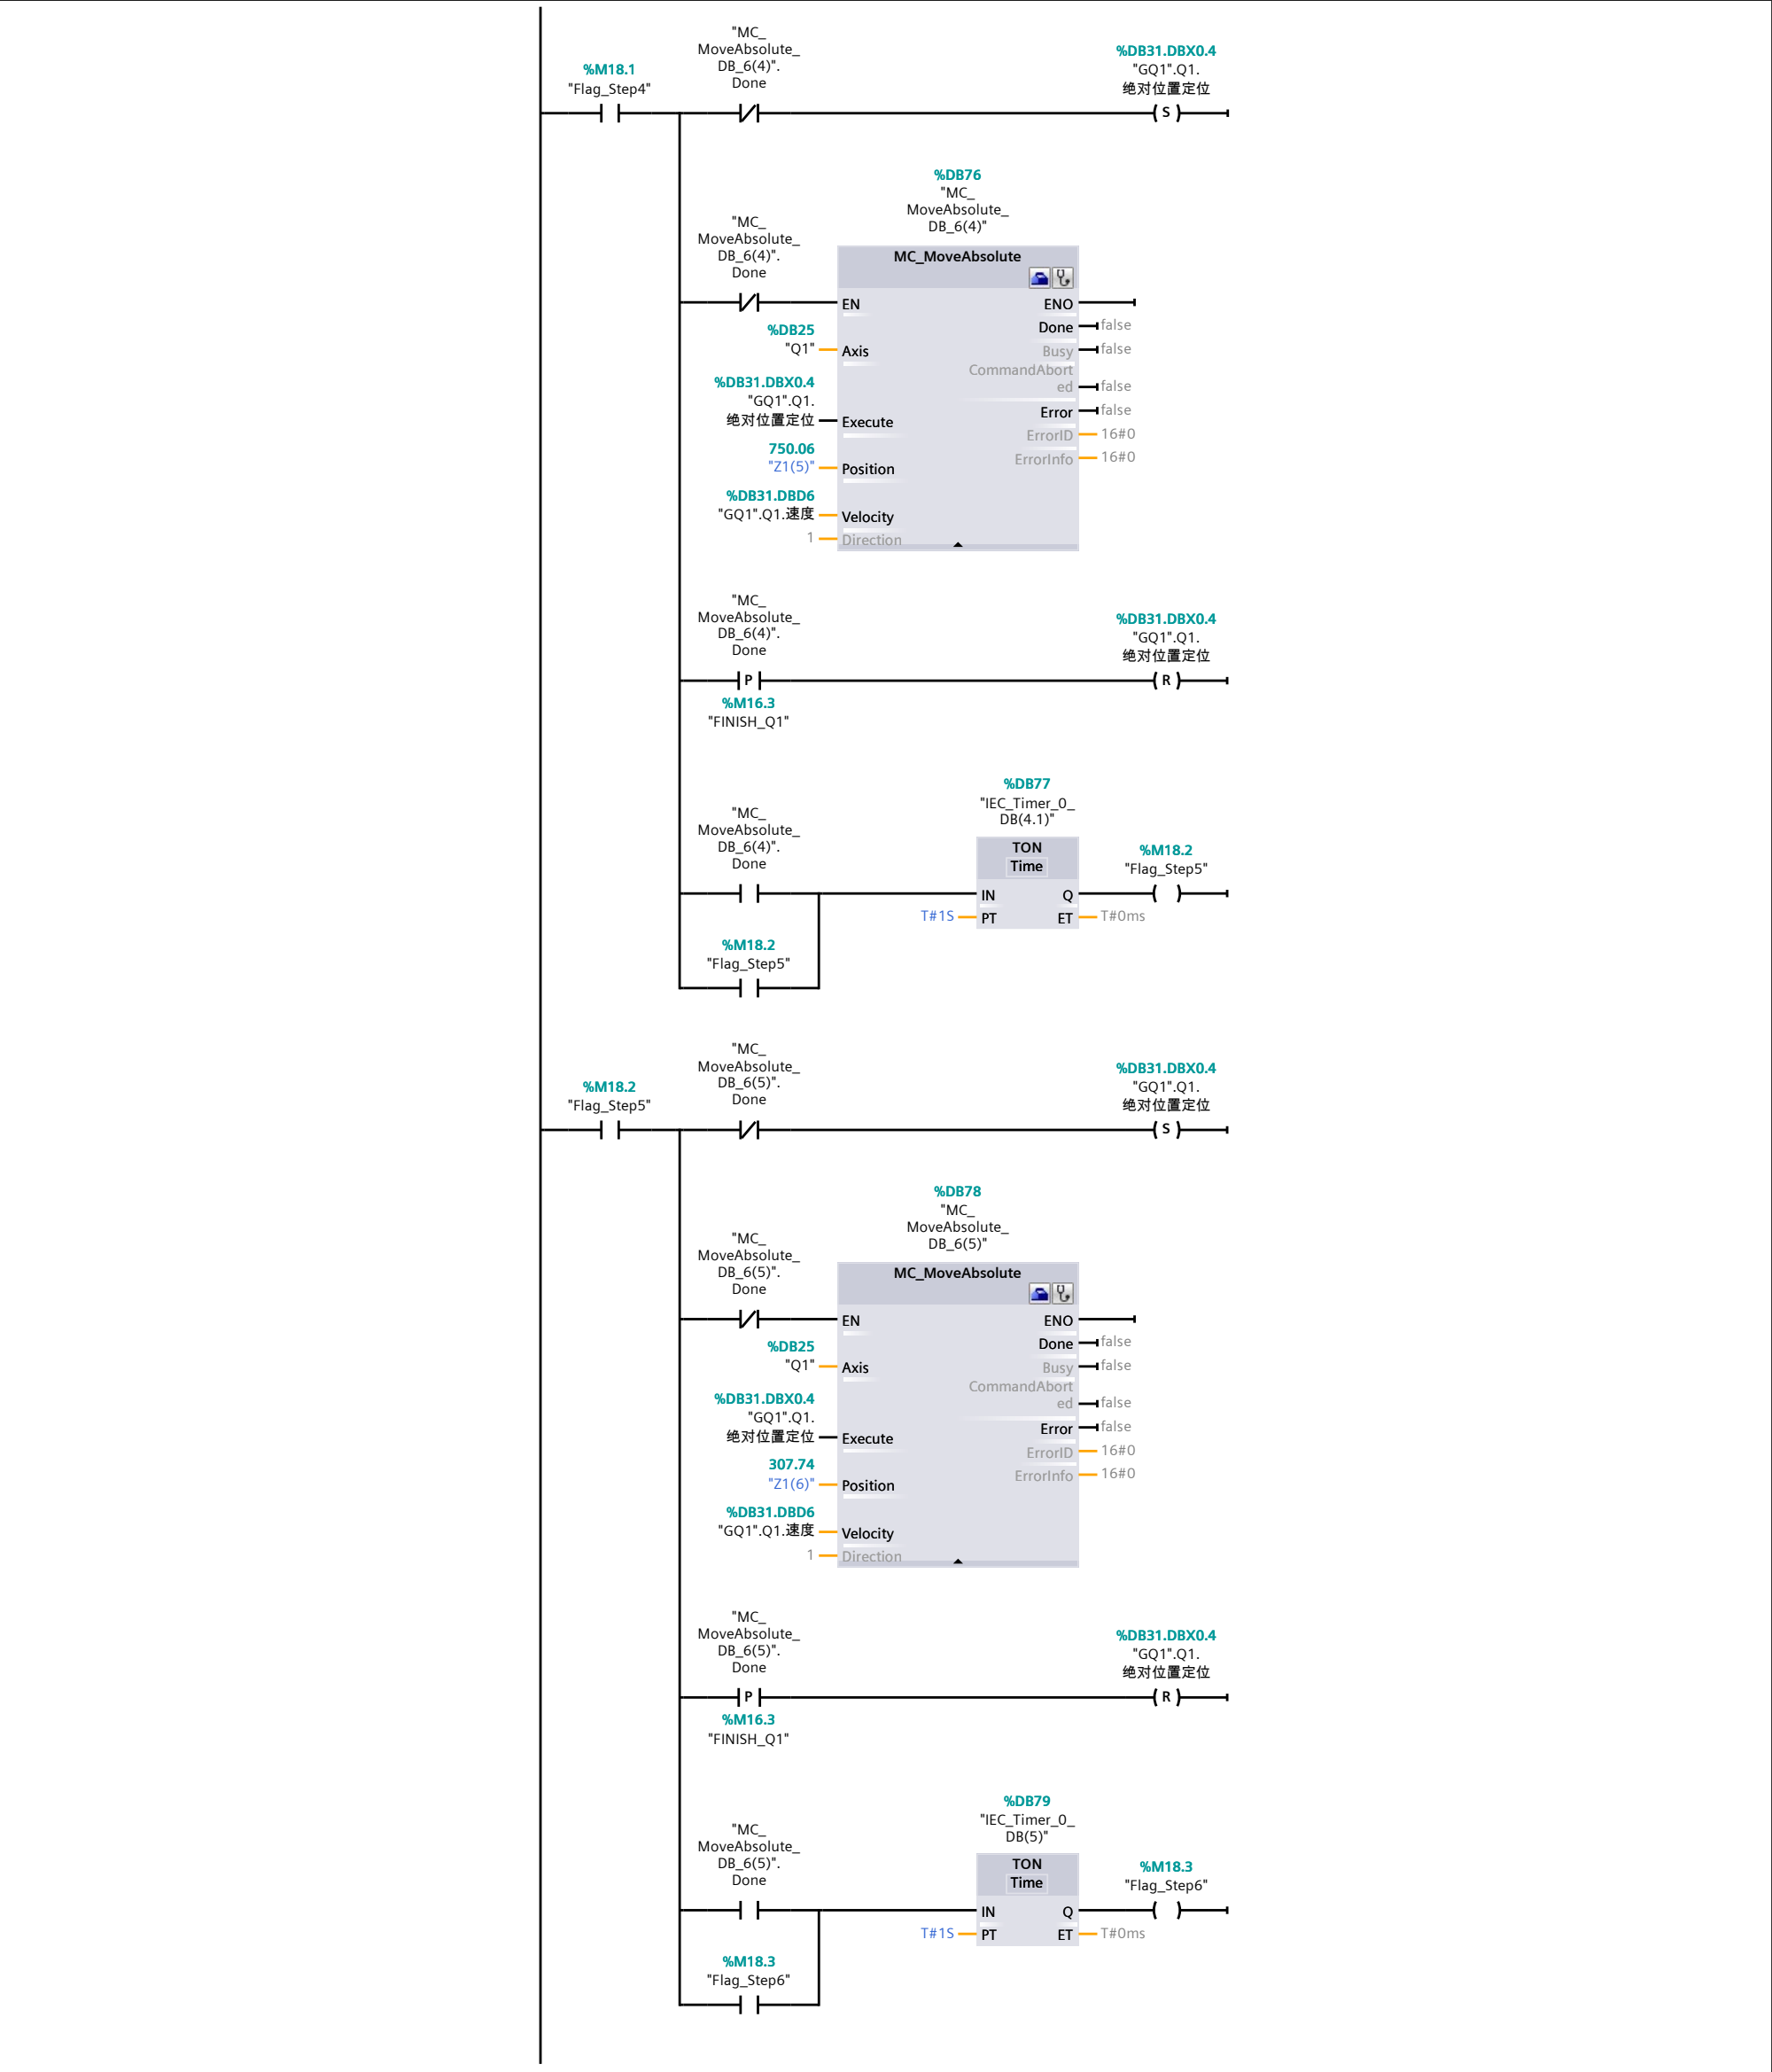 "MC_
MoveAbsolute_
DB_6(4)".
Done
%DB31.DBX0.4
"GQ1".Q1.
绝对位置定位
%M18.1
"Flag_Step4"
S
%DB76
"MC_
MoveAbsolute_
DB_6(4)"
"MC_
MoveAbsolute_
DB_6(4)".
Done
MC_MoveAbsolute
EN
ENO
Done
false
%DB25
"Q1"
Axis
Busy
false
CommandAbort
ed
false
%DB31.DBX0.4
"GQ1".Q1.
绝对位置定位
Execute
Error
false
ErrorID
16#0
ErrorInfo
16#0
750.06
"Z1(5)"
Position
%DB31.DBD6
"GQ1".Q1.速度
Velocity
1
Direction
"MC_
MoveAbsolute_
DB_6(4)".
Done
%DB31.DBX0.4
"GQ1".Q1.
绝对位置定位
P
R
%M16.3
"FINISH_Q1"
%DB77
"IEC_Timer_0_
DB(4.1)"
"MC_
MoveAbsolute_
DB_6(4)".
Done
TON
Time
%M18.2
"Flag_Step5"
IN
Q
T#1S
PT
ET
T#0ms
%M18.2
"Flag_Step5"
"MC_
MoveAbsolute_
DB_6(5)".
Done
%DB31.DBX0.4
"GQ1".Q1.
绝对位置定位
%M18.2
"Flag_Step5"
S
%DB78
"MC_
MoveAbsolute_
DB_6(5)"
"MC_
MoveAbsolute_
DB_6(5)".
Done
MC_MoveAbsolute
EN
ENO
Done
false
%DB25
"Q1"
Axis
Busy
false
CommandAbort
ed
false
%DB31.DBX0.4
"GQ1".Q1.
绝对位置定位
Execute
Error
false
ErrorID
16#0
ErrorInfo
16#0
307.74
"Z1(6)"
Position
%DB31.DBD6
"GQ1".Q1.速度
Velocity
1
Direction
"MC_
MoveAbsolute_
DB_6(5)".
Done
%DB31.DBX0.4
"GQ1".Q1.
绝对位置定位
P
R
%M16.3
"FINISH_Q1"
%DB79
"IEC_Timer_0_
DB(5)"
"MC_
MoveAbsolute_
DB_6(5)".
Done
TON
Time
%M18.3
"Flag_Step6"
IN
Q
T#1S
PT
ET
T#0ms
%M18.3
"Flag_Step6"